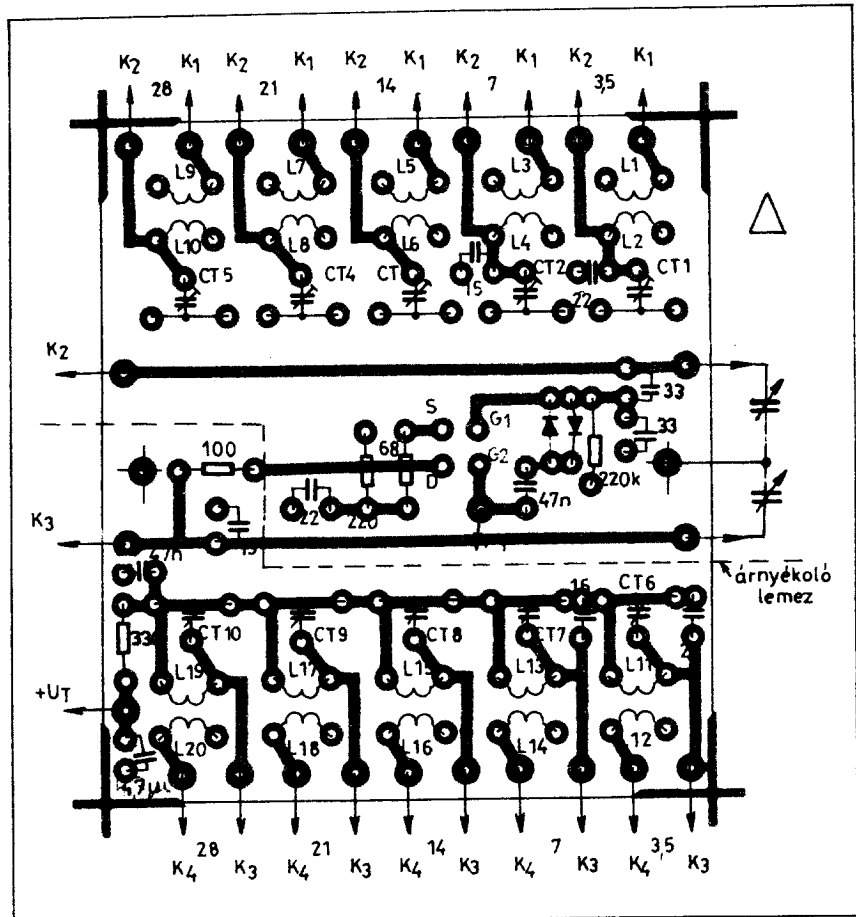 K2 28 K1 K2 21 K1 K2 14 K1 K2 7 K1 K2 3,5 K1
L9 L7 L5 L3 L1
L10 L8 L6 L4 L2
CT5 CT4 CT CT2 CT1
15 22
K2
33
S G1
33
100 68 G2
D 220k
22 220 47n
K3
47n 15
árnyékoló
lemez
CT6
16
33 CT10 CT9 CT8 CT7
L19 L17 L15 L13 L11
+UT
L20 L18 L16 L14 12
4,7µ
K4 28 K3 K4 21 K3 K4 14 K3 K4 7 K3 K4 3,5 K3